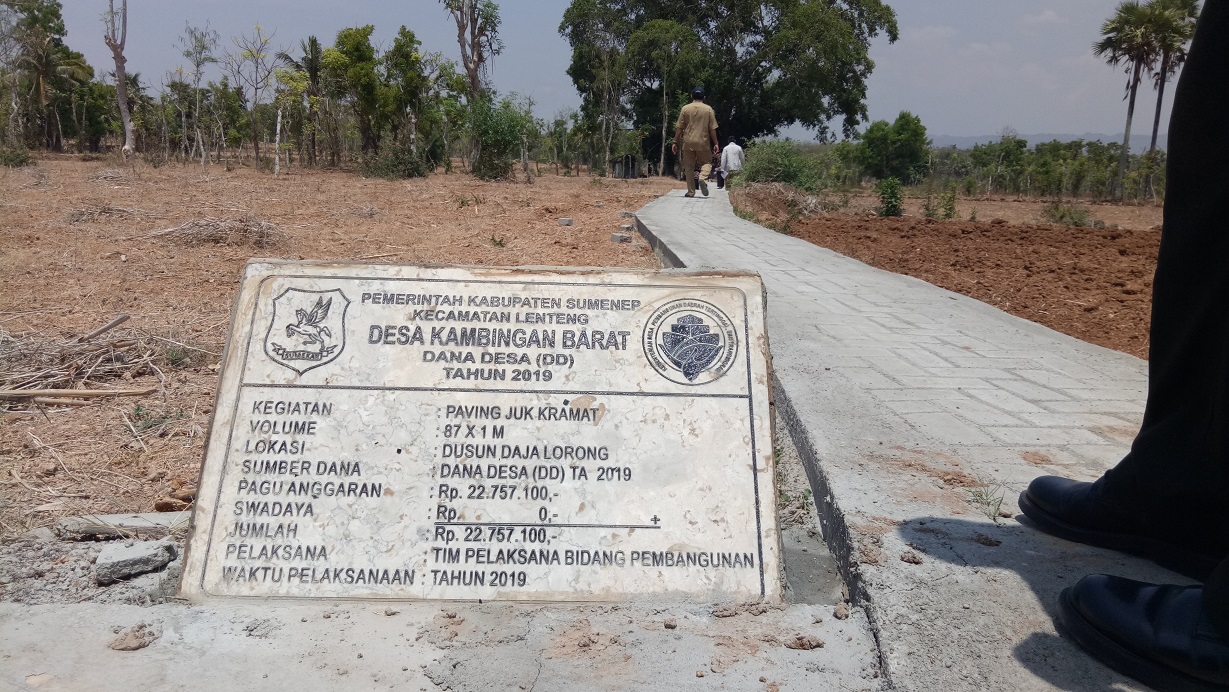 PEMERINTAH KABUPATEN SUMENEP
KECAMATAN LENTENG
DESA KAMBINGAN BARAT
DANA DESA (DD)
TAHUN 2019
SUMENEP
KEGIATAN : PAVING JUK KRAMAT
VOLUME : 87 X 1 M
LOKASI : DUSUN DAJA LORONG
SUMBER DANA : DANA DESA (DD) TA 2019
PAGU ANGGARAN : Rp. 22.757.100,-
SWADAYA : Rp 0,- +
JUMLAH : Rp. 22.757.100,-
PELAKSANA : TIM PELAKSANA BIDANG PEMBANGUNAN
WAKTU PELAKSANAAN : TAHUN 2019